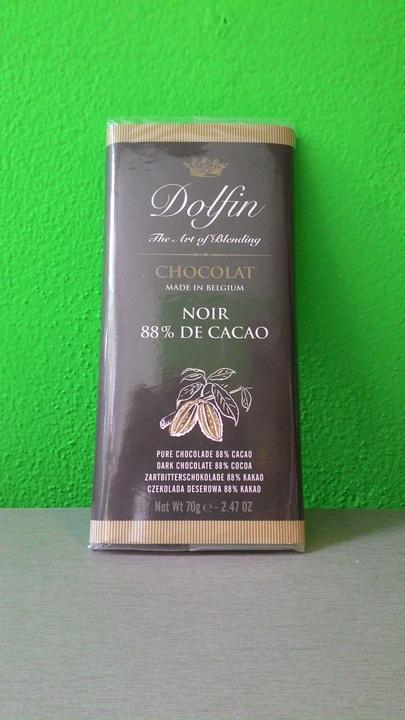 Dolfin
The Art of Blending
CHOCOLAT
MADE IN BELGIUM
NOIR
88% DE CACAO
PURE CHOCOLADE 88% CACAO
DARK CHOCOLATE 88% COCOA
ZARTBITTERSCHOKOLADE 88% KAKAO
CZEKOLADA DESEROWA 88% KAKAO
Net Wt 70g ℮ - 2.47 OZ